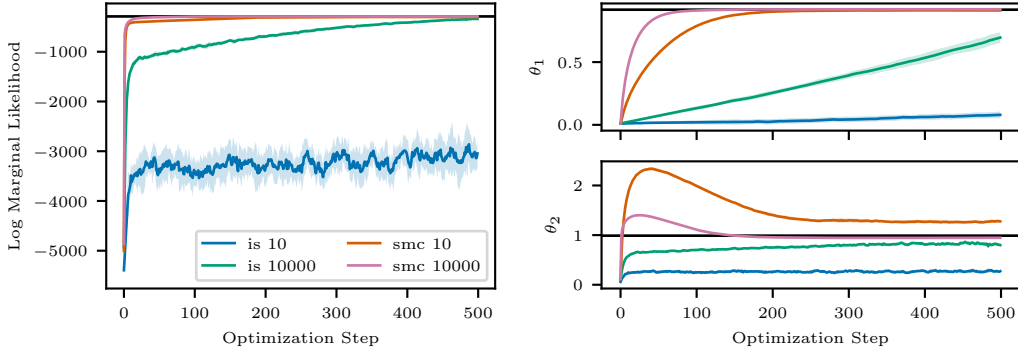 Log Marginal Likelihood
−1000
−2000
−3000
−4000
−5000
0 100 200 300 400 500
Optimization Step
is 10
is 10000
smc 10
smc 10000
θ1
0.5
0.0
θ2
2
1
0
0 100 200 300 400 500
Optimization Step